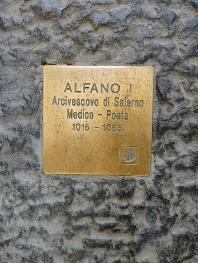 ALFANO I
Arcivescovo di Salerno
Medico - Poeta
1015 - 1085